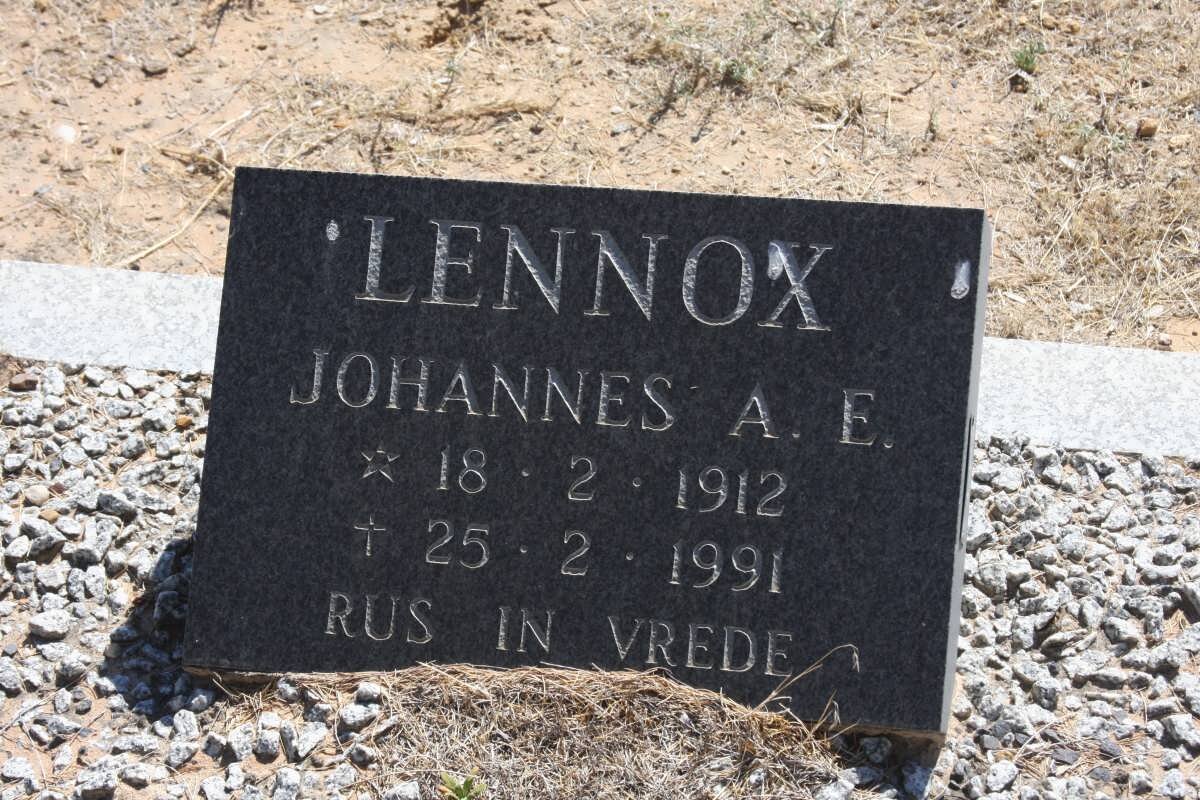 LENNOX
JOHANNES A. E.
☆ 18 · 2 · 1912
† 25 · 2 · 1991
RUS IN VREDE